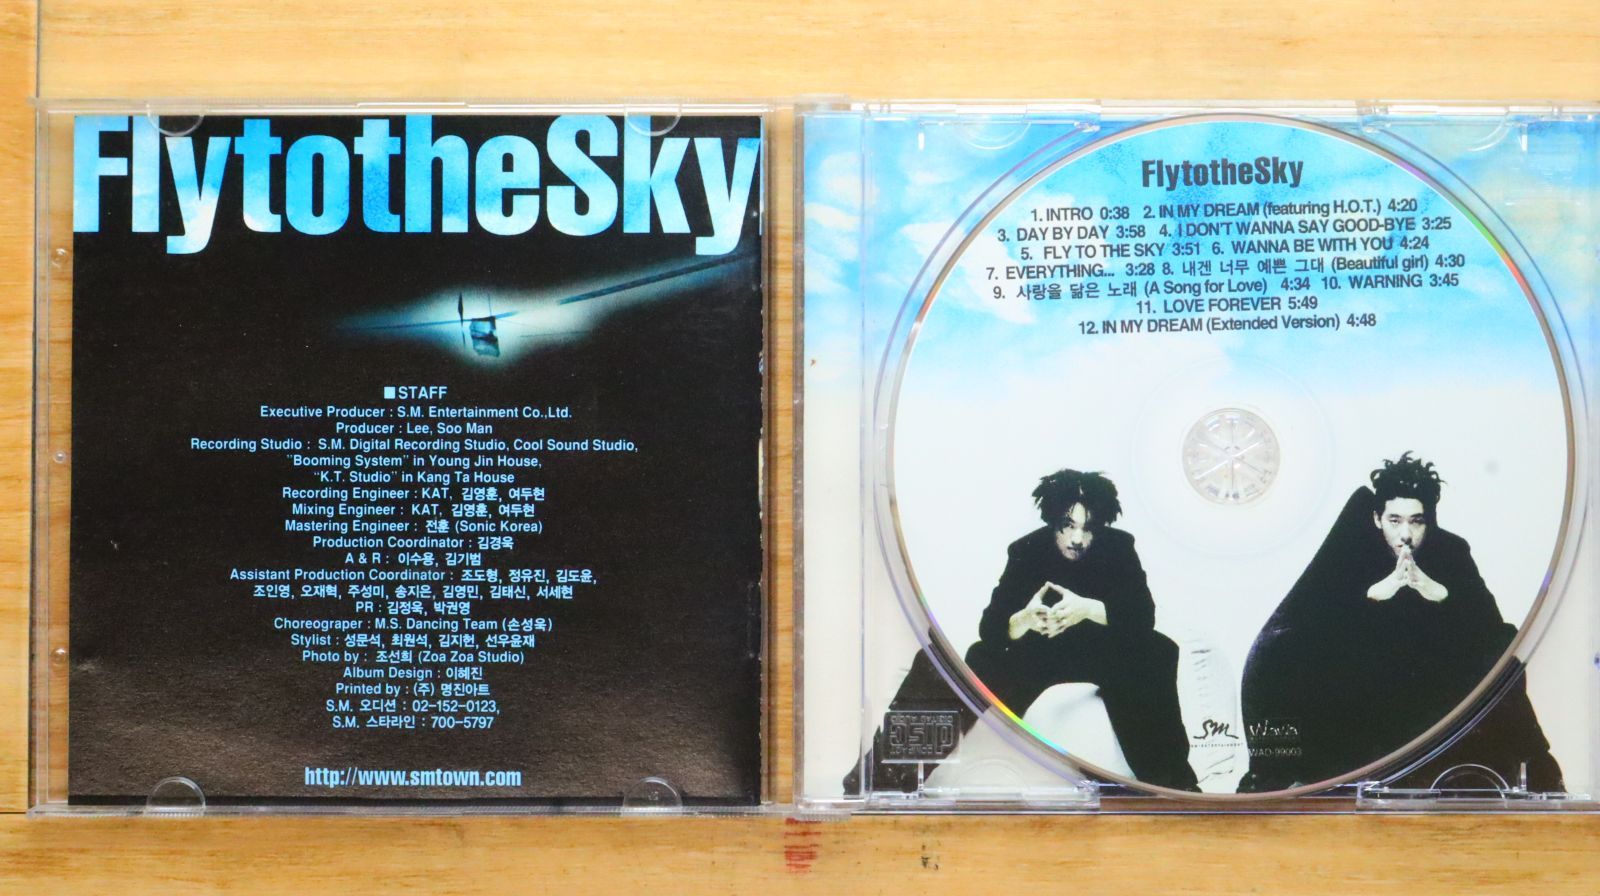 FlytotheSky
■STAFF
Executive Producer : S.M. Entertainment Co.,Ltd.
Producer : Lee, Soo Man
Recording Studio : S.M. Digital Recording Studio, Cool Sound Studio,
"Booming System" in Young Jin House,
"K.T. Studio" in Kang Ta House
Recording Engineer : KAT, 김영훈, 여두현
Mixing Engineer : KAT, 김영훈, 여두현
Mastering Engineer : 전훈 (Sonic Korea)
Production Coordinator : 김경욱
A & R : 이수용, 김기범
Assistant Production Coordinator : 조도형, 정유진, 김도윤,
조인영, 오재혁, 주성미, 송지은, 김영민, 김태신, 서세현
PR : 김정욱, 박권영
Choreograper : M.S. Dancing Team (손성욱)
Stylist : 성문석, 최원석, 김지헌, 선우윤재
Photo by : 조선희 (Zoa Zoa Studio)
Album Design : 이혜진
Printed by : (주) 명진아트
S.M. 오디션 : 02-152-0123,
S.M. 스타라인 : 700-5797
http://www.smtown.com
FlytotheSky
1. INTRO 0:38 2. IN MY DREAM (featuring H.O.T.) 4:20
3. DAY BY DAY 3:58 4. I DON'T WANNA SAY GOOD-BYE 3:25
5. FLY TO THE SKY 3:51 6. WANNA BE WITH YOU 4:24
7. EVERYTHING... 3:28 8. 내겐 너무 예쁜 그대 (Beautiful girl) 4:30
9. 사랑을 닮은 노래 (A Song for Love) 4:34 10. WARNING 3:45
11. LOVE FOREVER 5:49
12. IN MY DREAM (Extended Version) 4:48
SM Wawa
WAD-99003
COMPACT
disc
DIGITAL AUDIO